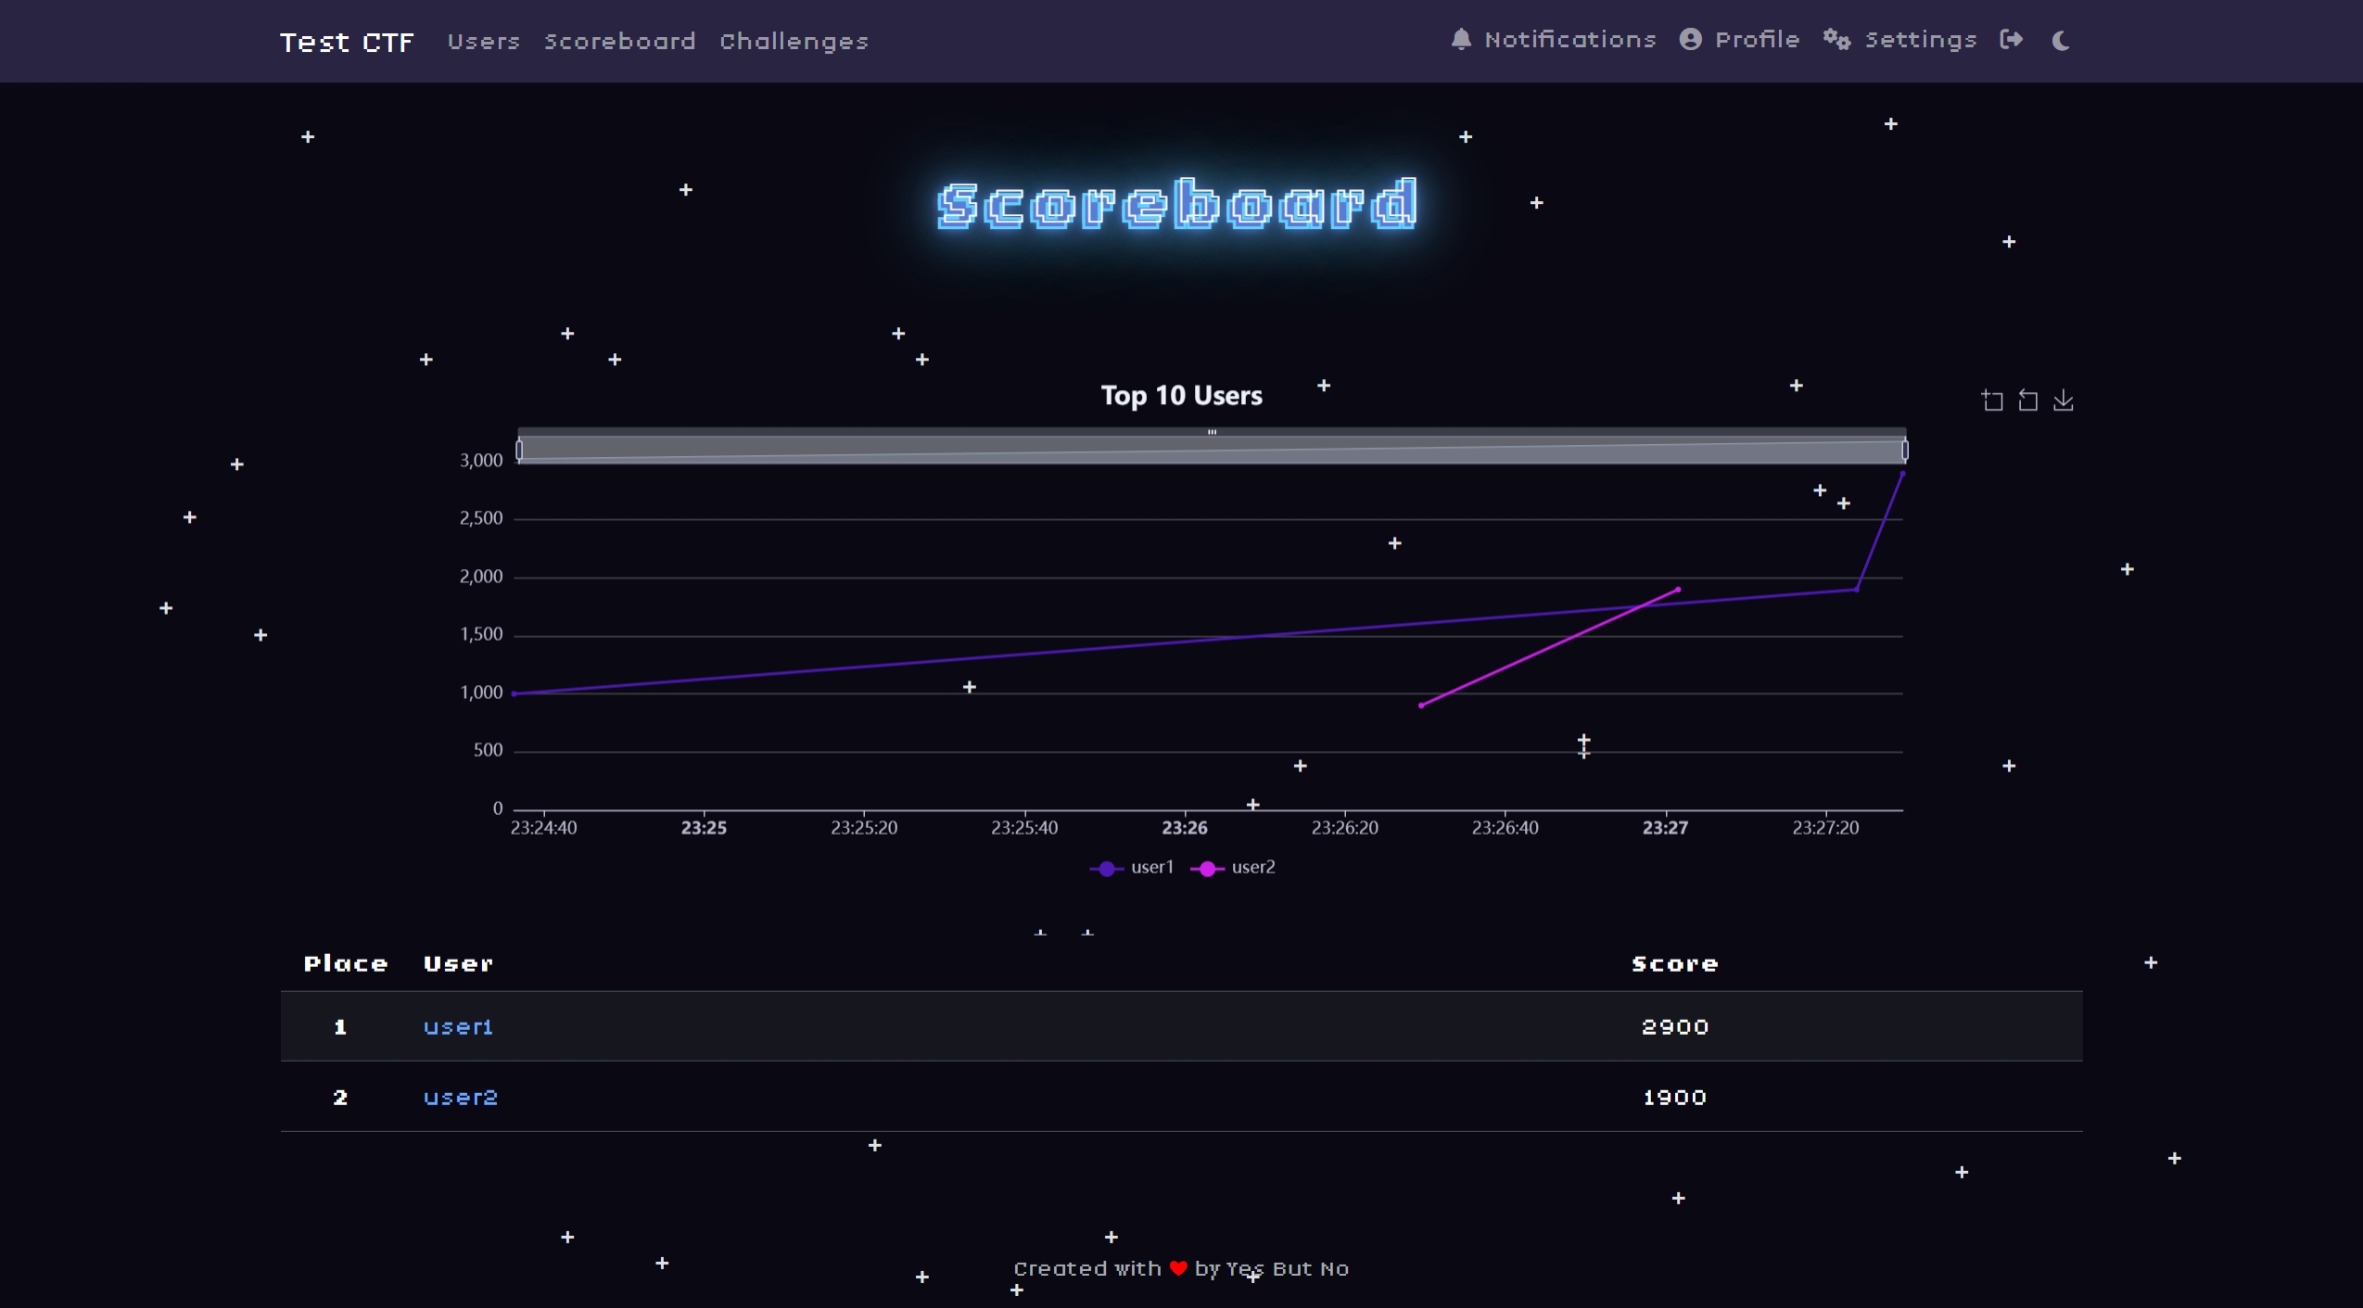 Test CTF Users Scoreboard Challenges Notifications Profile Settings
Scoreboard
Top 10 Users
3,000
2,500
2,000
1,500
1,000
500
0
23:24:40 23:25 23:25:20 23:25:40 23:26 23:26:20 23:26:40 23:27 23:27:20
user1 user2
Place User Score
1 user1 2900
2 user2 1900
Created with ❤ by Yes But No